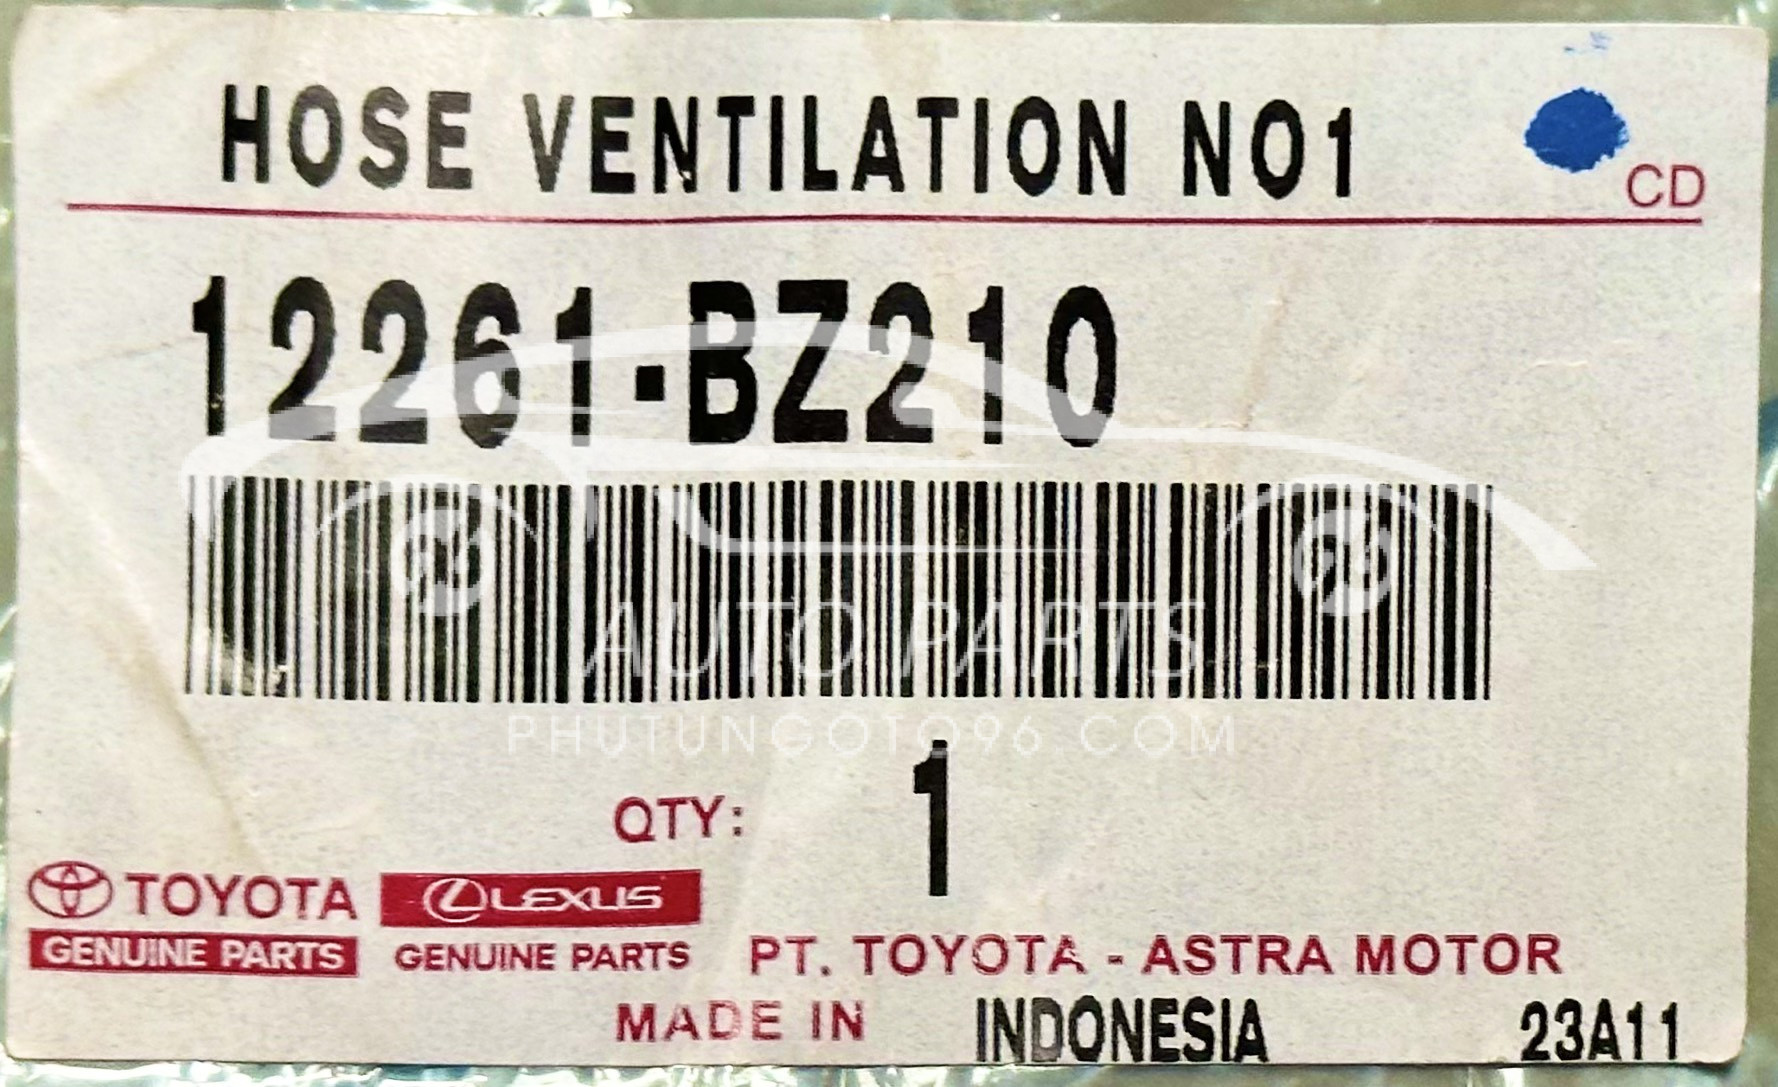 HOSE VENTILATION NO1
CD
12261-BZ210
AUTO PARTS
PHUTUNGOTO96.COM
QTY: 1
TOYOTA LEXUS
GENUINE PARTS GENUINE PARTS PT. TOYOTA - ASTRA MOTOR
MADE IN INDONESIA 23A11